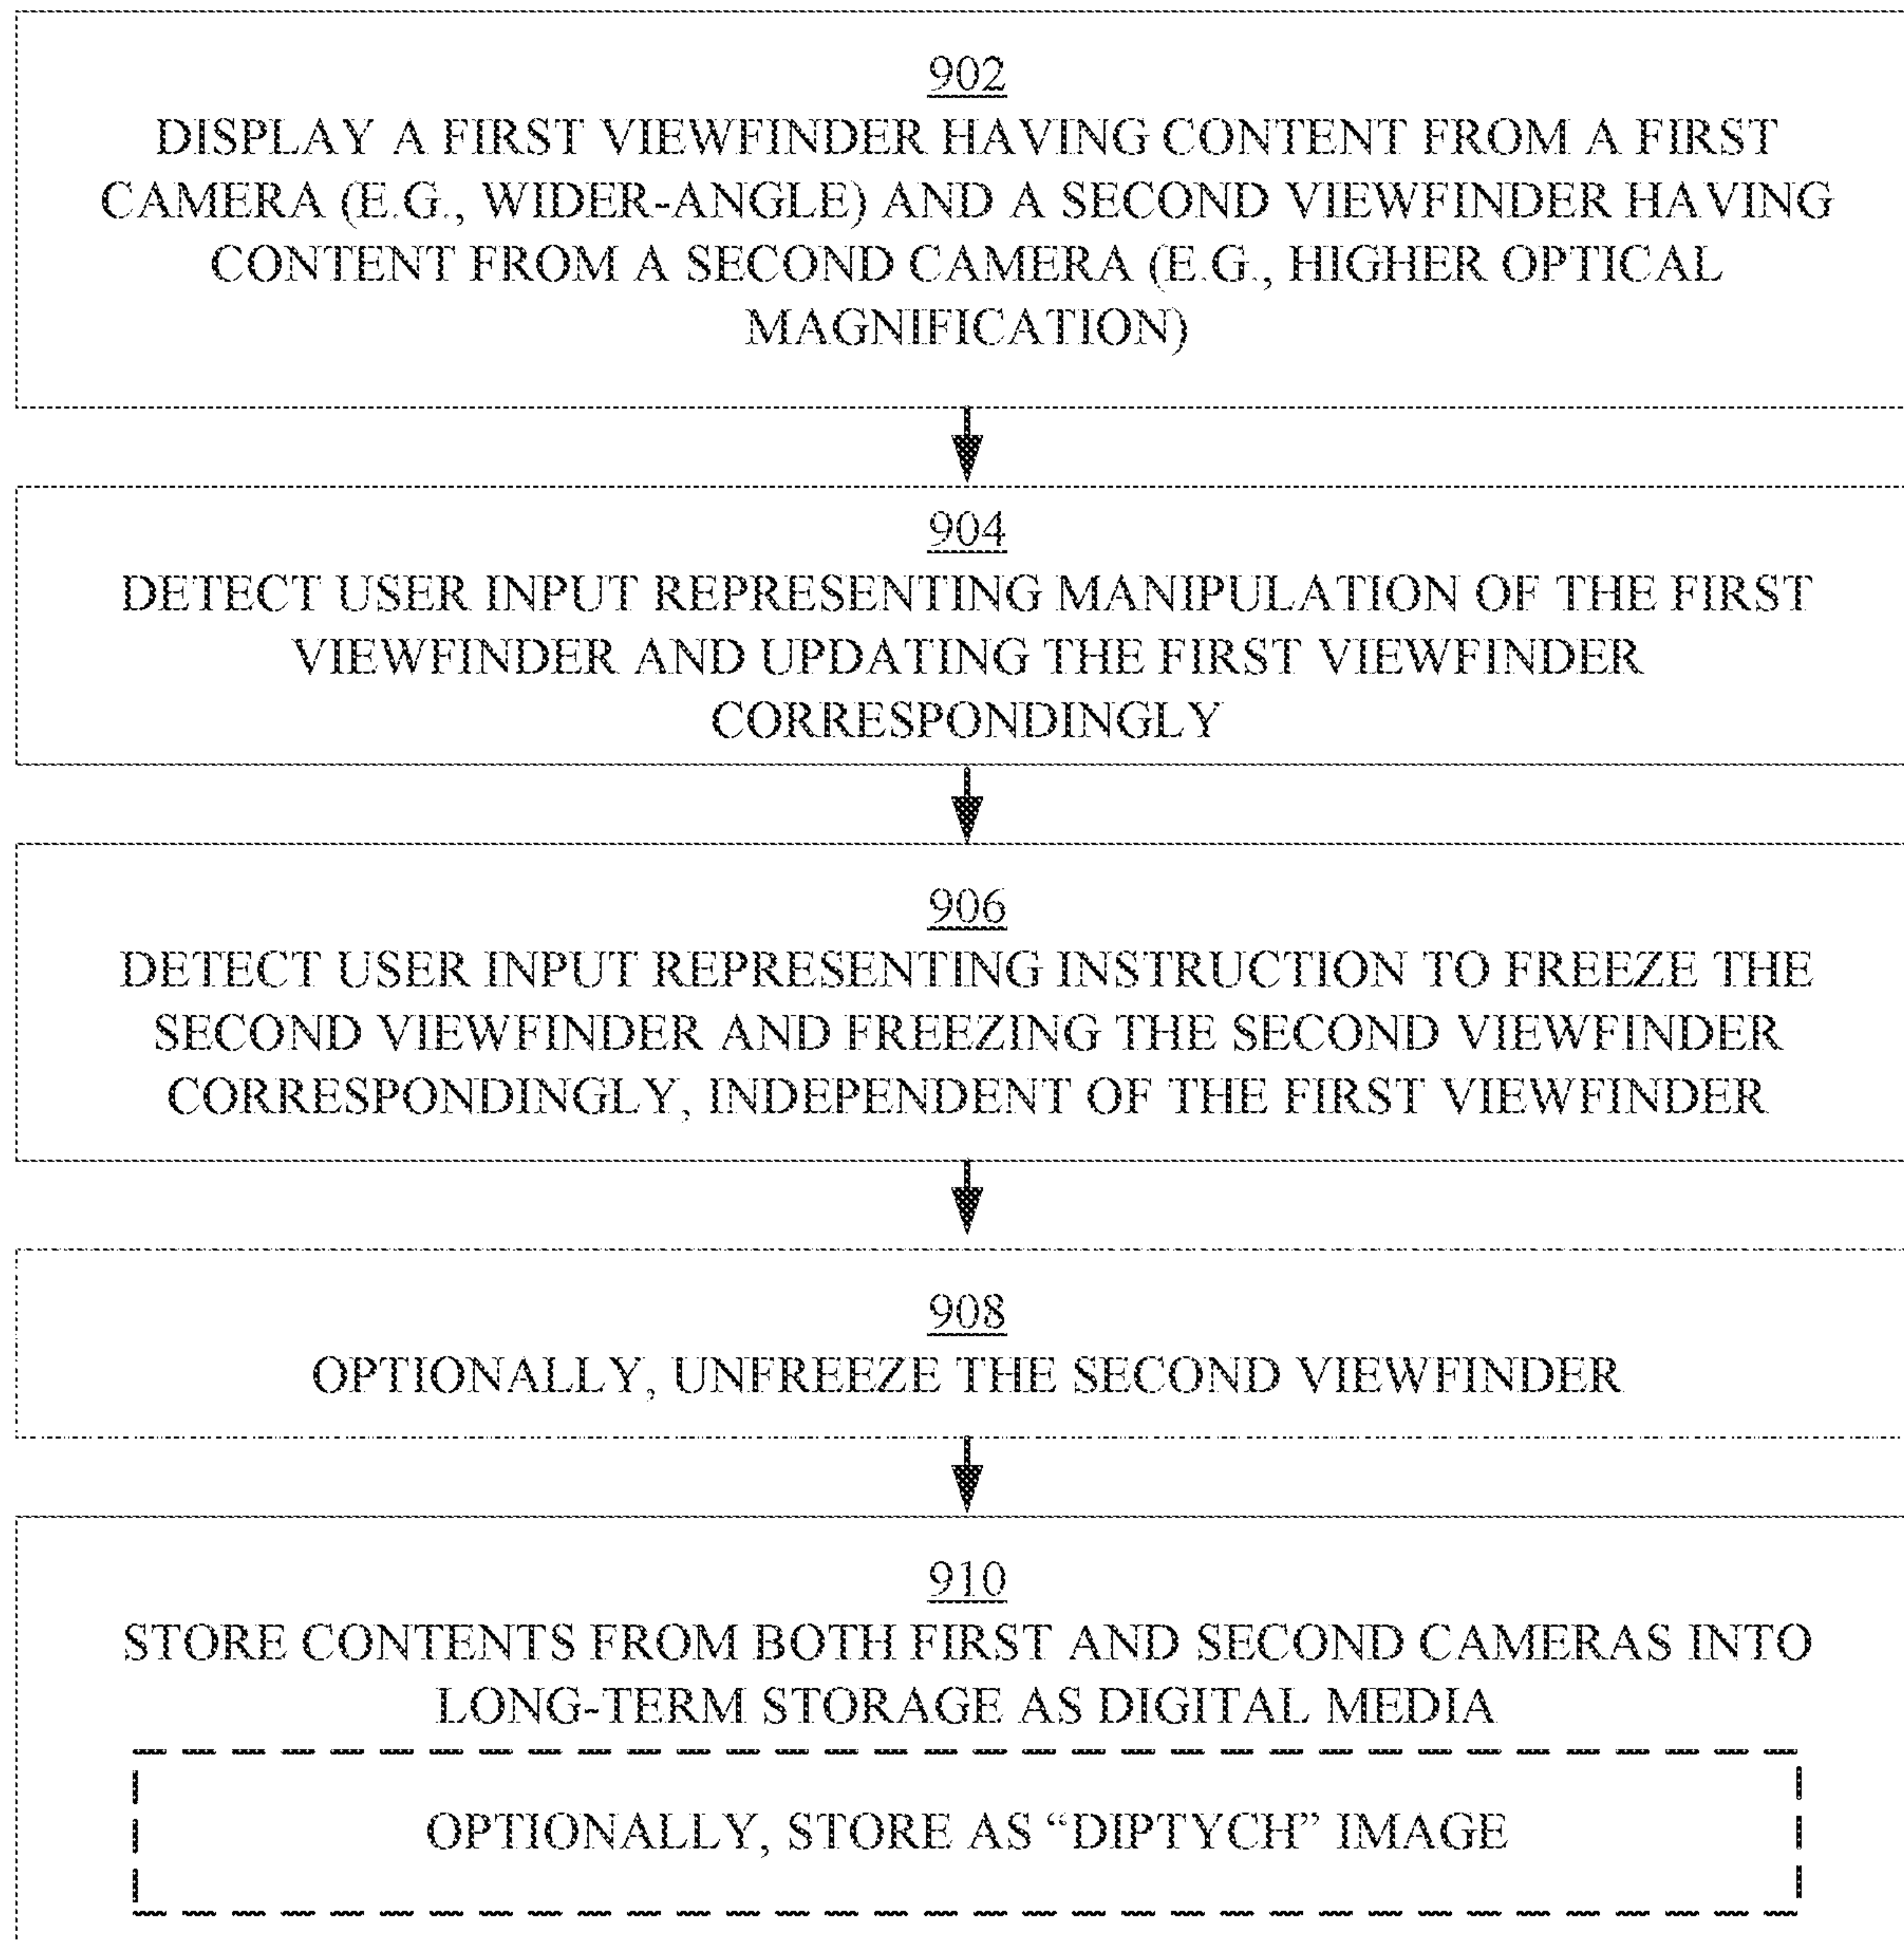 902
DISPLAY A FIRST VIEWFINDER HAVING CONTENT FROM A FIRST
CAMERA (E.G., WIDER-ANGLE) AND A SECOND VIEWFINDER HAVING
CONTENT FROM A SECOND CAMERA (E.G., HIGHER OPTICAL
MAGNIFICATION)
904
DETECT USER INPUT REPRESENTING MANIPULATION OF THE FIRST
VIEWFINDER AND UPDATING THE FIRST VIEWFINDER
CORRESPONDINGLY
906
DETECT USER INPUT REPRESENTING INSTRUCTION TO FREEZE THE
SECOND VIEWFINDER AND FREEZING THE SECOND VIEWFINDER
CORRESPONDINGLY, INDEPENDENT OF THE FIRST VIEWFINDER
908
OPTIONALLY, UNFREEZE THE SECOND VIEWFINDER
910
STORE CONTENTS FROM BOTH FIRST AND SECOND CAMERAS INTO
LONG-TERM STORAGE AS DIGITAL MEDIA
OPTIONALLY, STORE AS “DIPTYCH” IMAGE